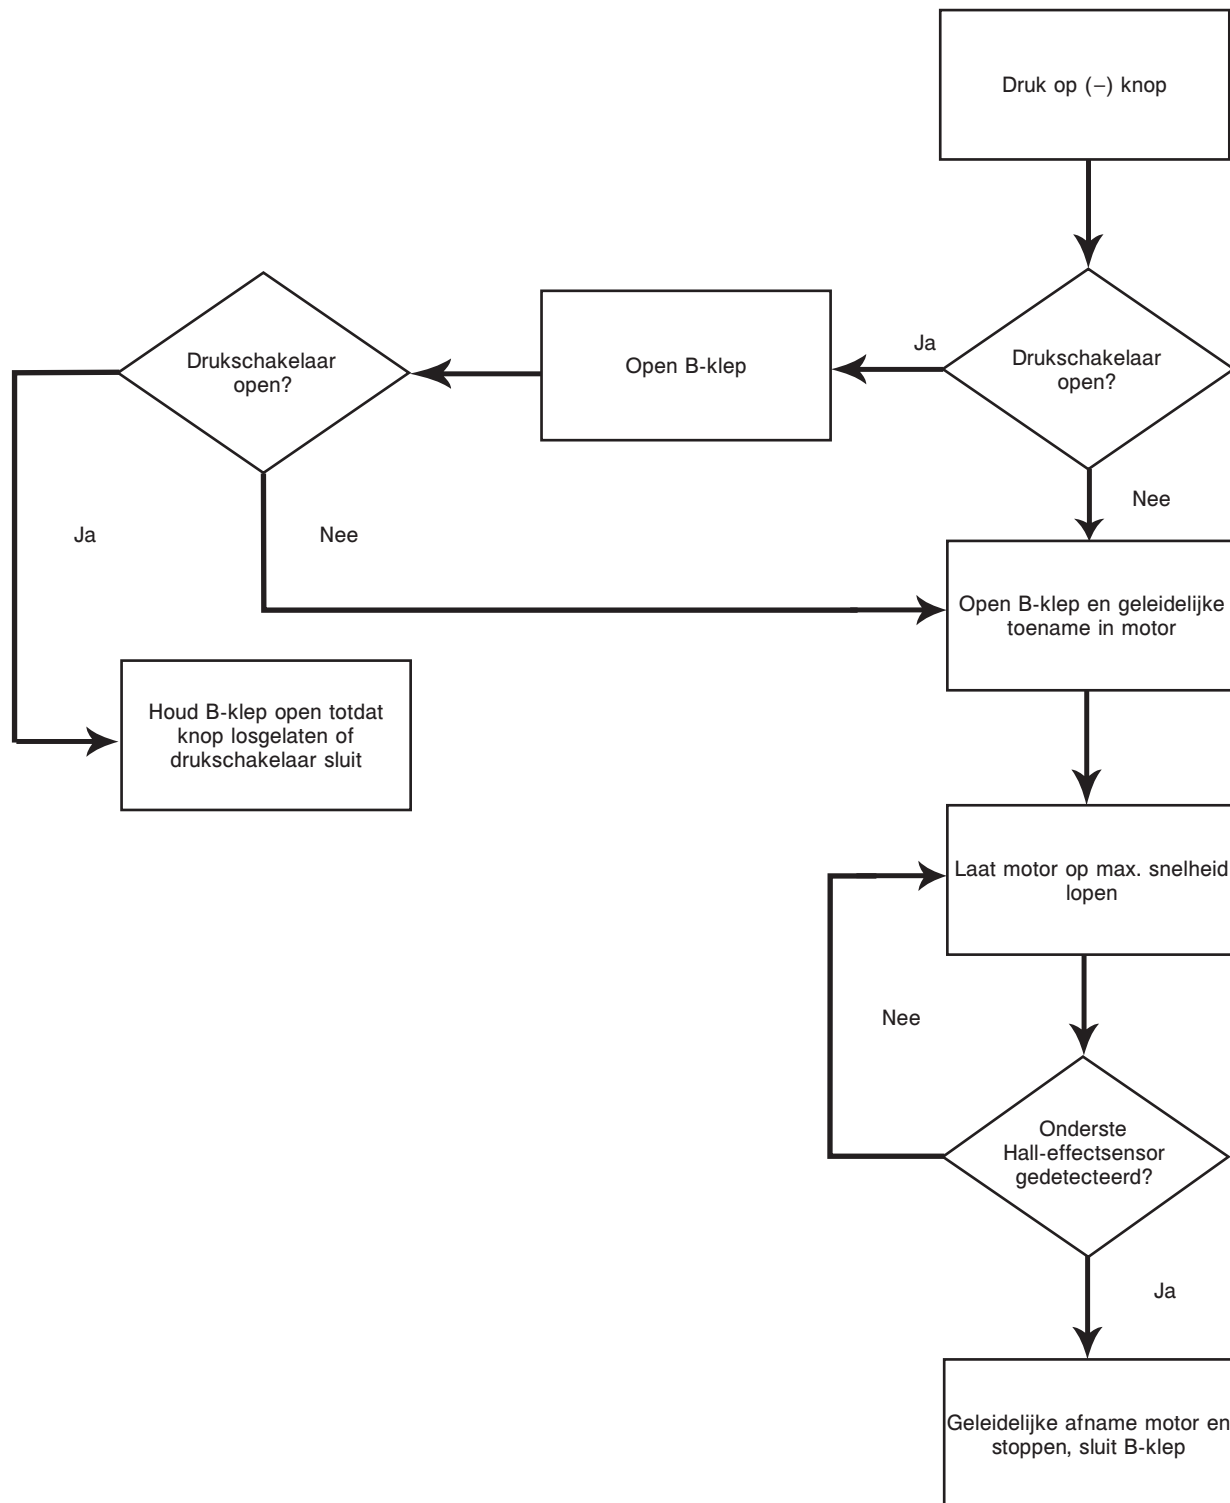 Druk op (–) knop
Drukschakelaar
open?
Ja
Open B-klep
Drukschakelaar
open?
Nee
Ja
Nee
Open B-klep en geleidelijke
toename in motor
Houd B-klep open totdat
knop losgelaten of
drukschakelaar sluit
Laat motor op max. snelheid
lopen
Nee
Onderste
Hall-effectsensor
gedetecteerd?
Ja
Geleidelijke afname motor en
stoppen, sluit B-klep